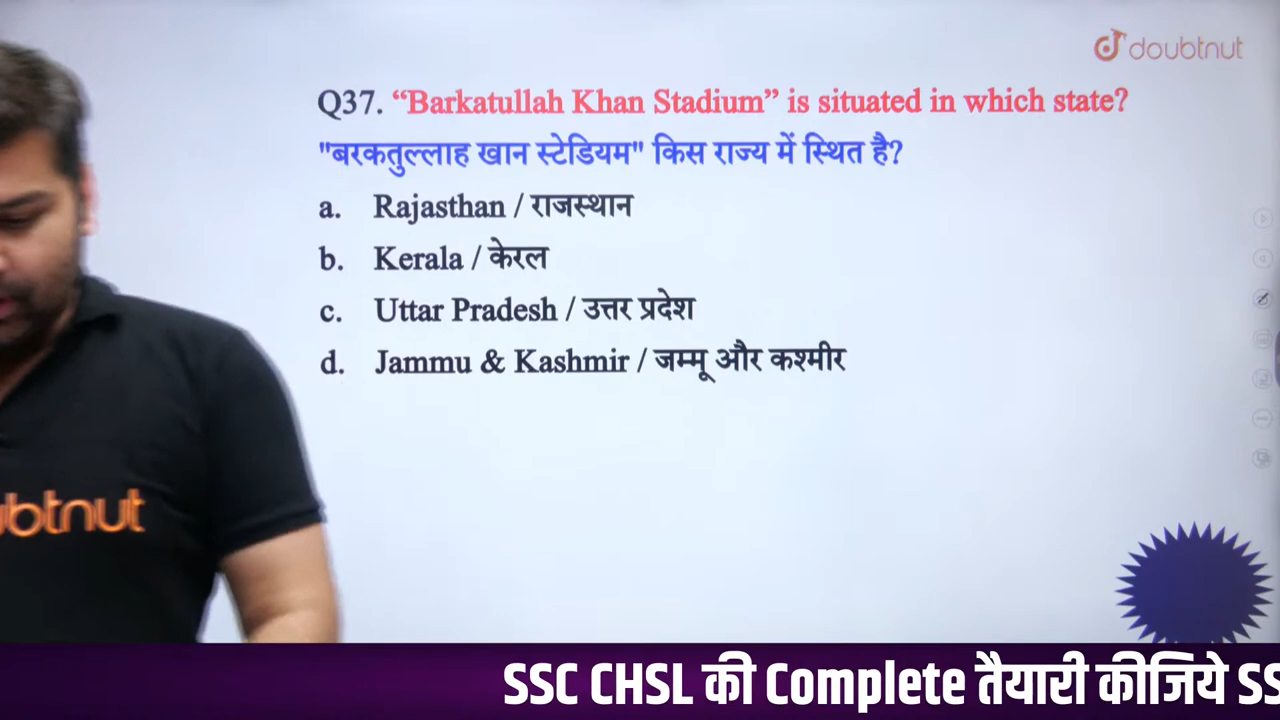 doubtnut
Q37. “Barkatullah Khan Stadium” is situated in which state?
"बरकतुल्लाह खान स्टेडियम" किस राज्य में स्थित है?
a. Rajasthan / राजस्थान
b. Kerala / केरल
c. Uttar Pradesh / उत्तर प्रदेश
d. Jammu & Kashmir / जम्मू और कश्मीर
ubtnut
SSC CHSL की Complete तैयारी कीजिये SS